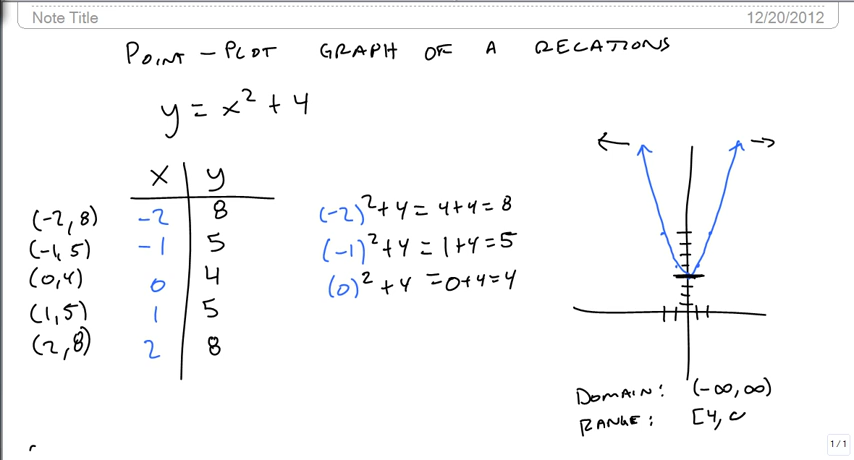 Note Title 12/20/2012
POINT-PLOT GRAPH OF A RELATIONS
y = x² + 4
x y
(-2, 8) -2 8 (-2)² + 4 = 4 + 4 = 8
(-1, 5) -1 5 (-1)² + 4 = 1 + 4 = 5
(0, 4) 0 4 (0)² + 4 = 0 + 4 = 4
(1, 5) 1 5
(2, 8) 2 8
DOMAIN: (-∞, ∞)
RANGE: [4,
1/1